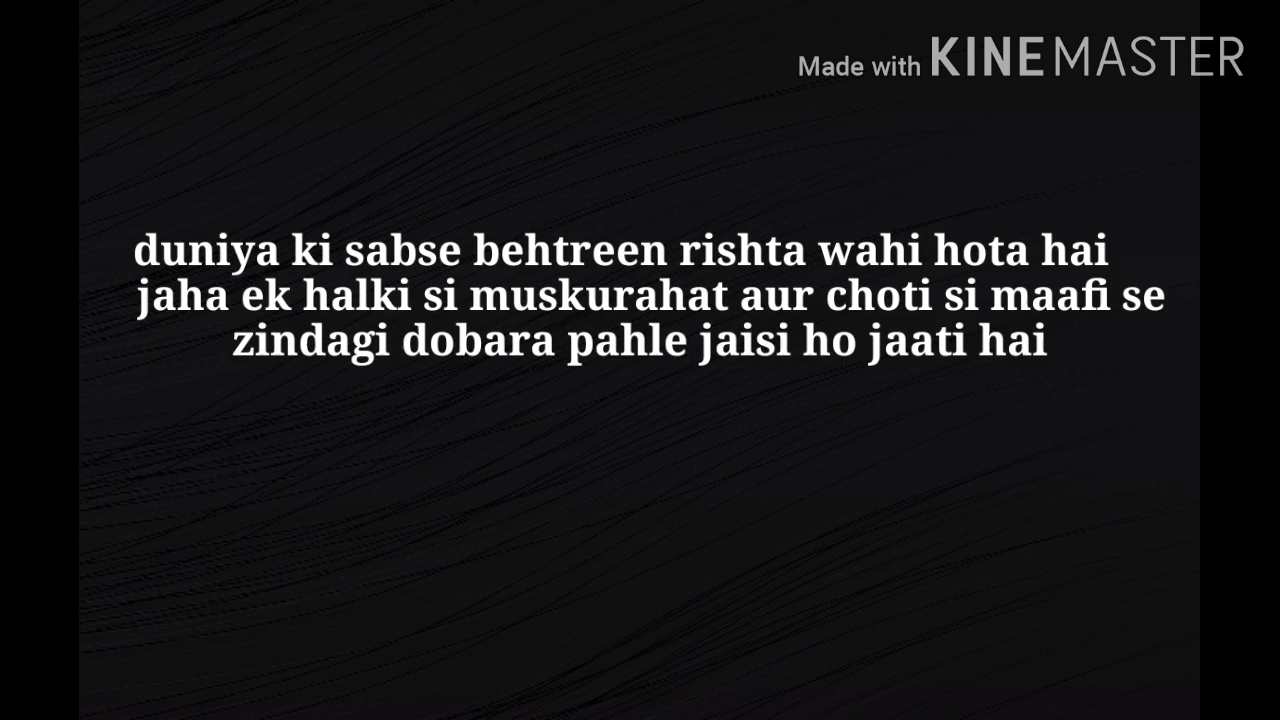 Made with KINEMASTER
duniya ki sabse behtreen rishta wahi hota hai
jaha ek halki si muskurahat aur choti si maafi se
zindagi dobara pahle jaisi ho jaati hai